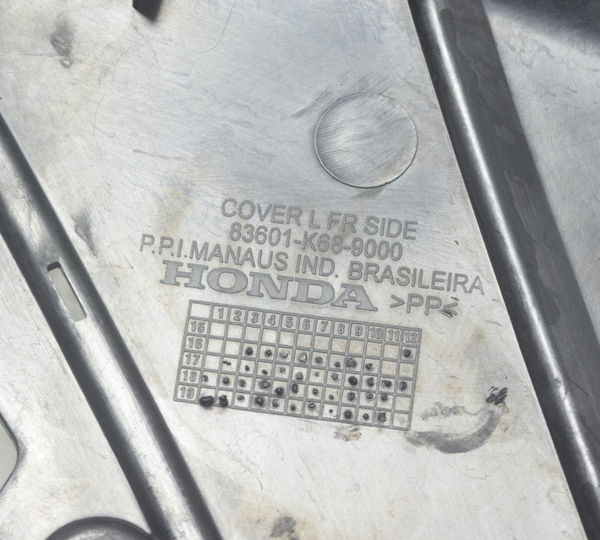 COVER L FR SIDE
83601-K68-9000
P.P.I.MANAUS IND. BRASILEIRA
HONDA >PP<
1 2 3 4 5 6 7 8 9 10 11 12
15
16
17
18
19